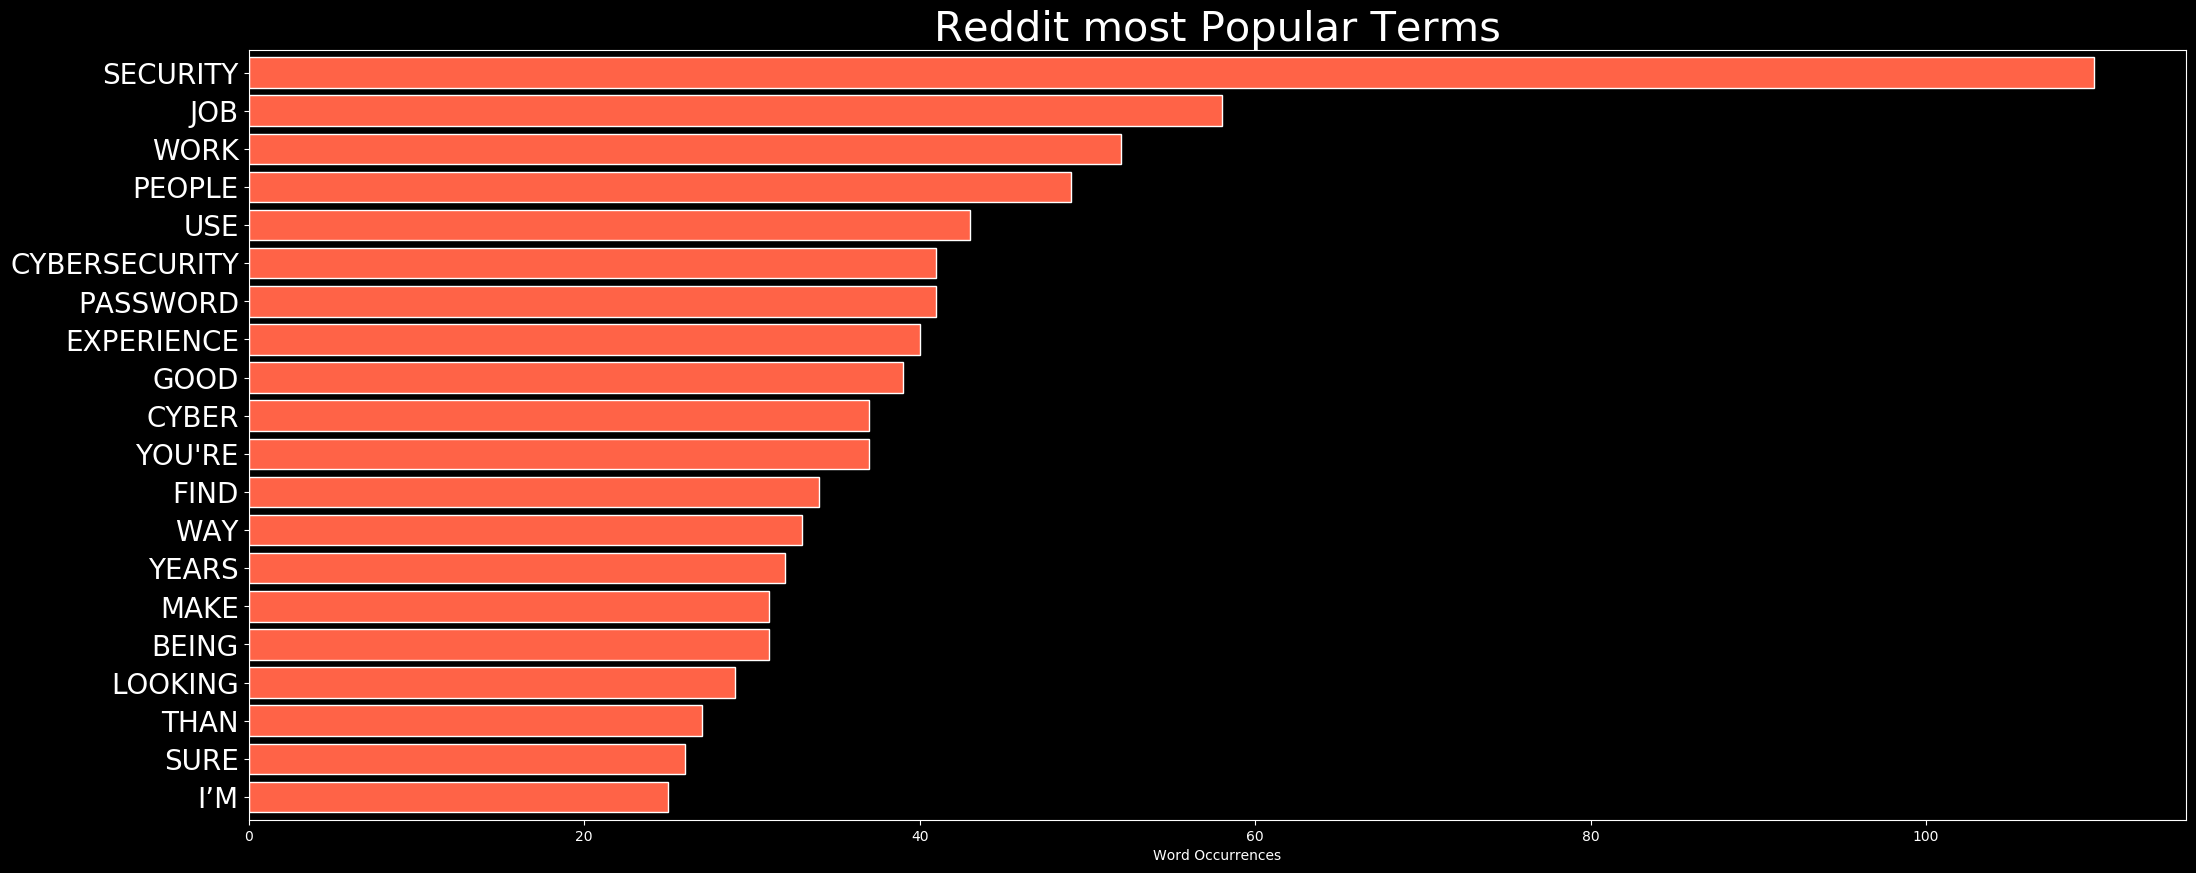 Reddit most Popular Terms
SECURITY
JOB
WORK
PEOPLE
USE
CYBERSECURITY
PASSWORD
EXPERIENCE
GOOD
CYBER
YOU'RE
FIND
WAY
YEARS
MAKE
BEING
LOOKING
THAN
SURE
I’M
0 20 40 60 80 100
Word Occurrences